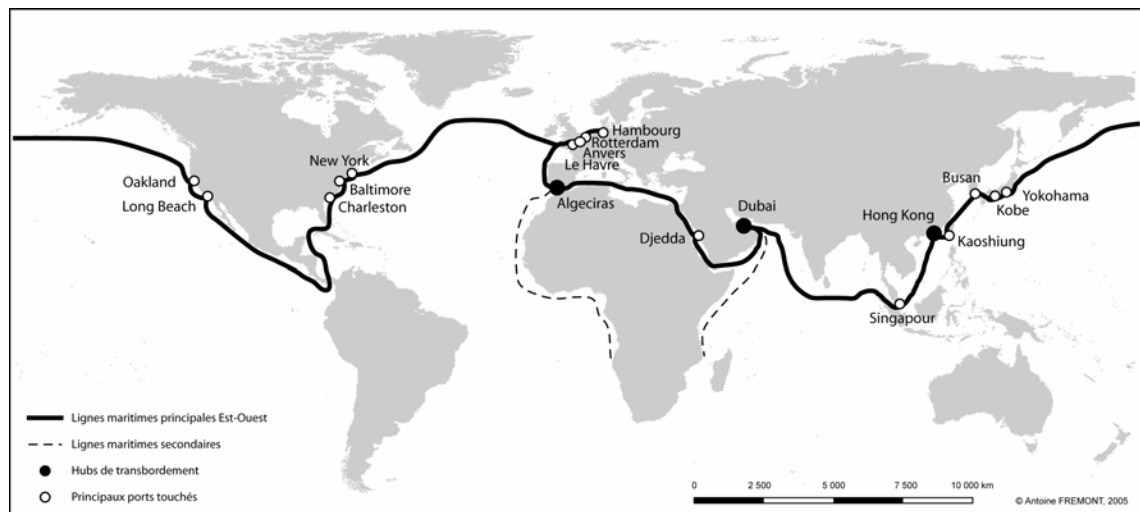 Hambourg
Rotterdam
Anvers
Le Havre
New York
Oakland
Baltimore
Long Beach
Charleston
Algeciras
Busan
Yokohama
Kobe
Dubai
Hong Kong
Djedda
Kaoshiung
Singapour
Lignes maritimes principales Est-Ouest
Lignes maritimes secondaires
Hubs de transbordement
Principaux ports touchés
0 2 500 5 000 7 500 10 000 km
© Antoine FREMONT, 2005